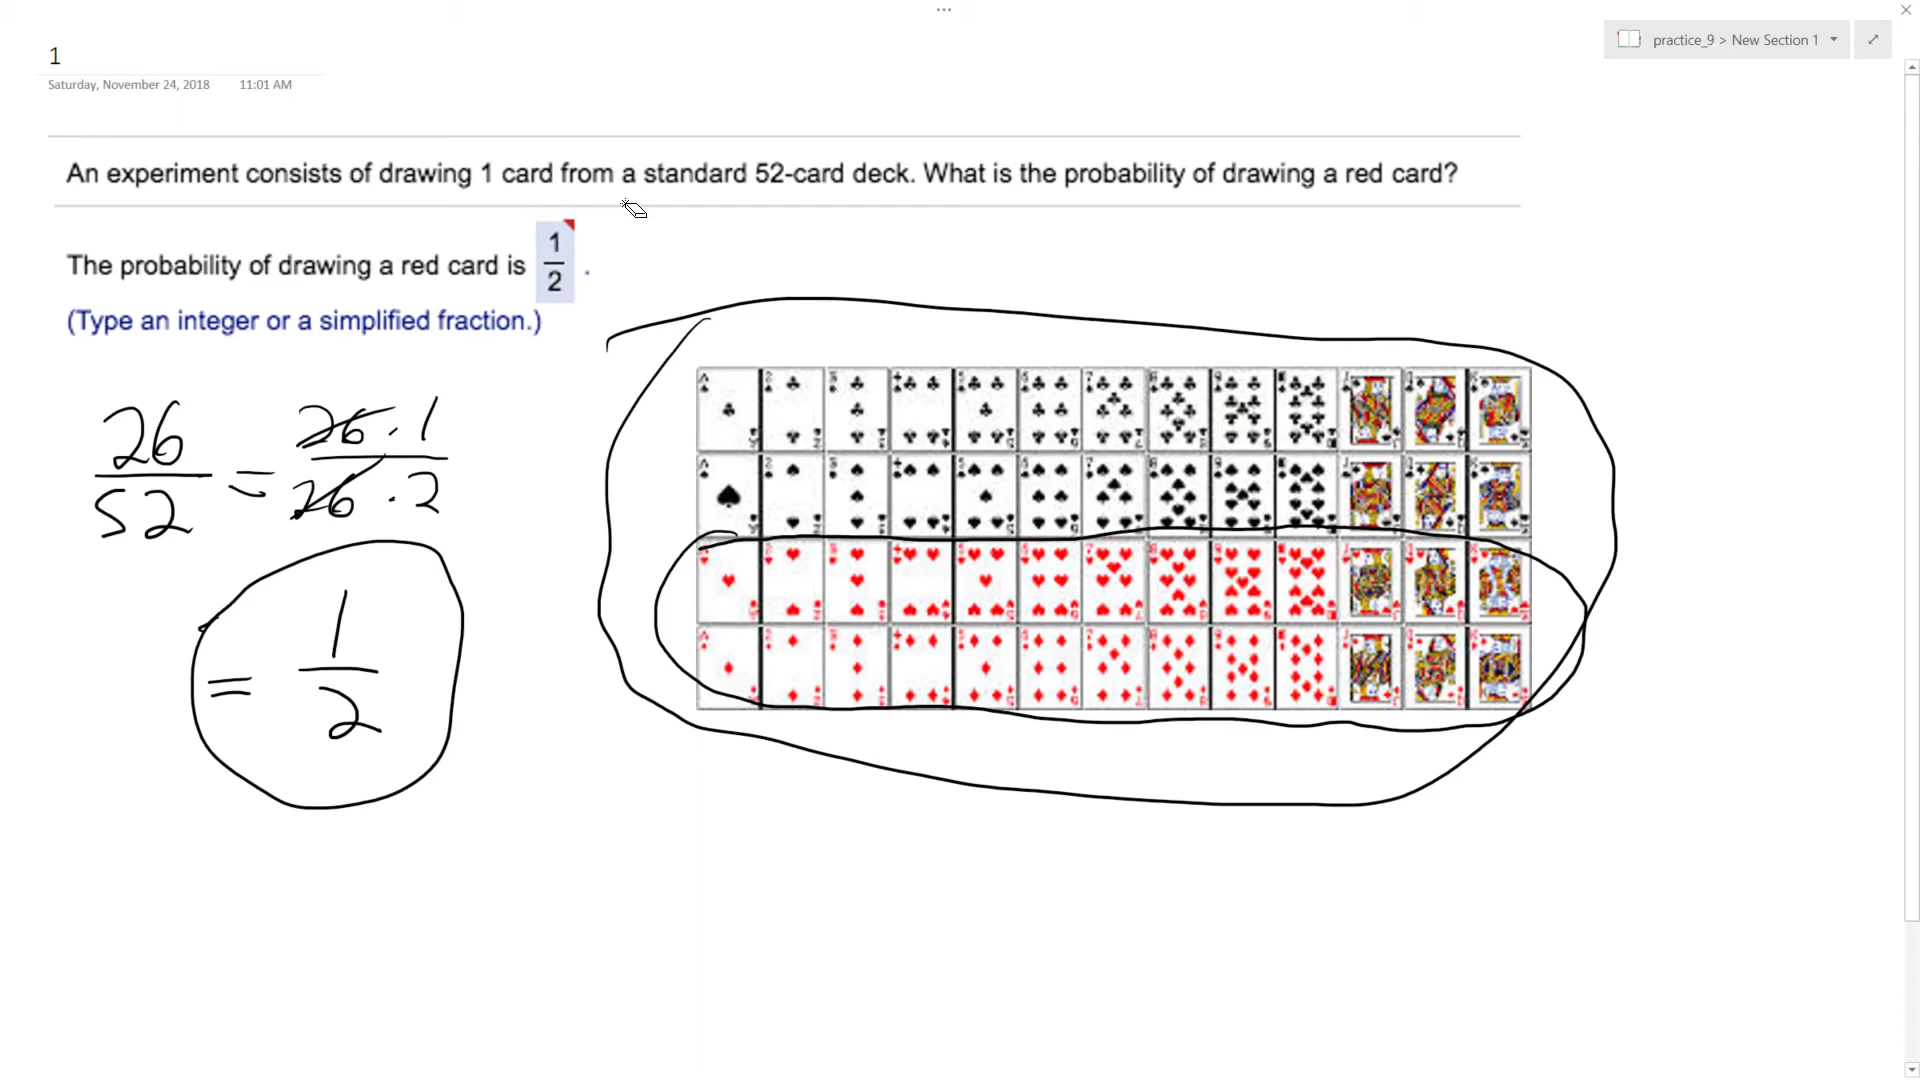 ...
practice_9 > New Section 1
1
Saturday, November 24, 2018 11:01 AM
An experiment consists of drawing 1 card from a standard 52-card deck. What is the probability of drawing a red card?
The probability of drawing a red card is 1/2 .
(Type an integer or a simplified fraction.)
26/52 = 26·1/26·2
= 1/2